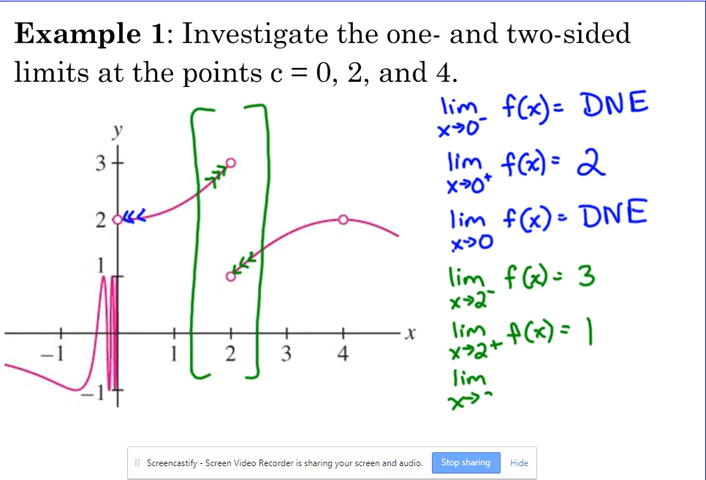 Example 1: Investigate the one- and two-sided
limits at the points c = 0, 2, and 4.
y
3
2
1
-1
-1
1
2
3
4
x
lim x→0⁻ f(x) = DNE
lim x→0⁺ f(x) = 2
lim x→0 f(x) = DNE
lim x→2⁻ f(x) = 3
lim x→2⁺ f(x) = 1
lim x→
|| Screencastify - Screen Video Recorder is sharing your screen and audio. Stop sharing Hide